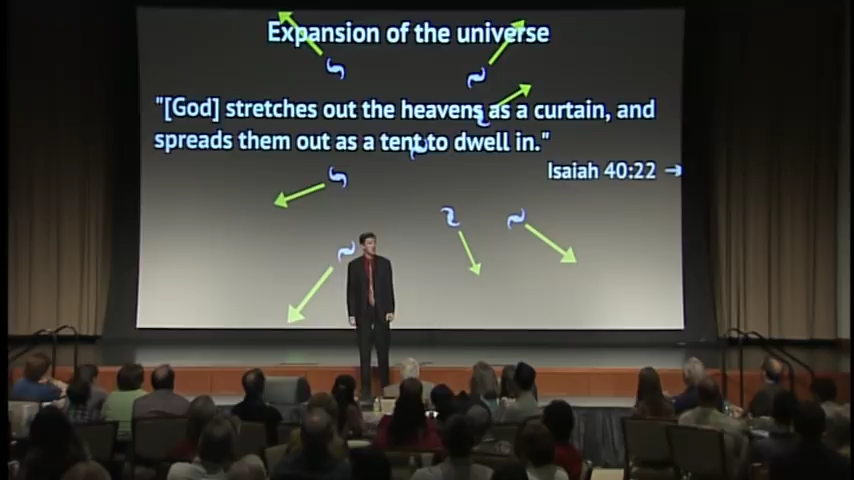 Expansion of the universe
"[God] stretches out the heavens as a curtain, and
spreads them out as a tent to dwell in."
Isaiah 40:22